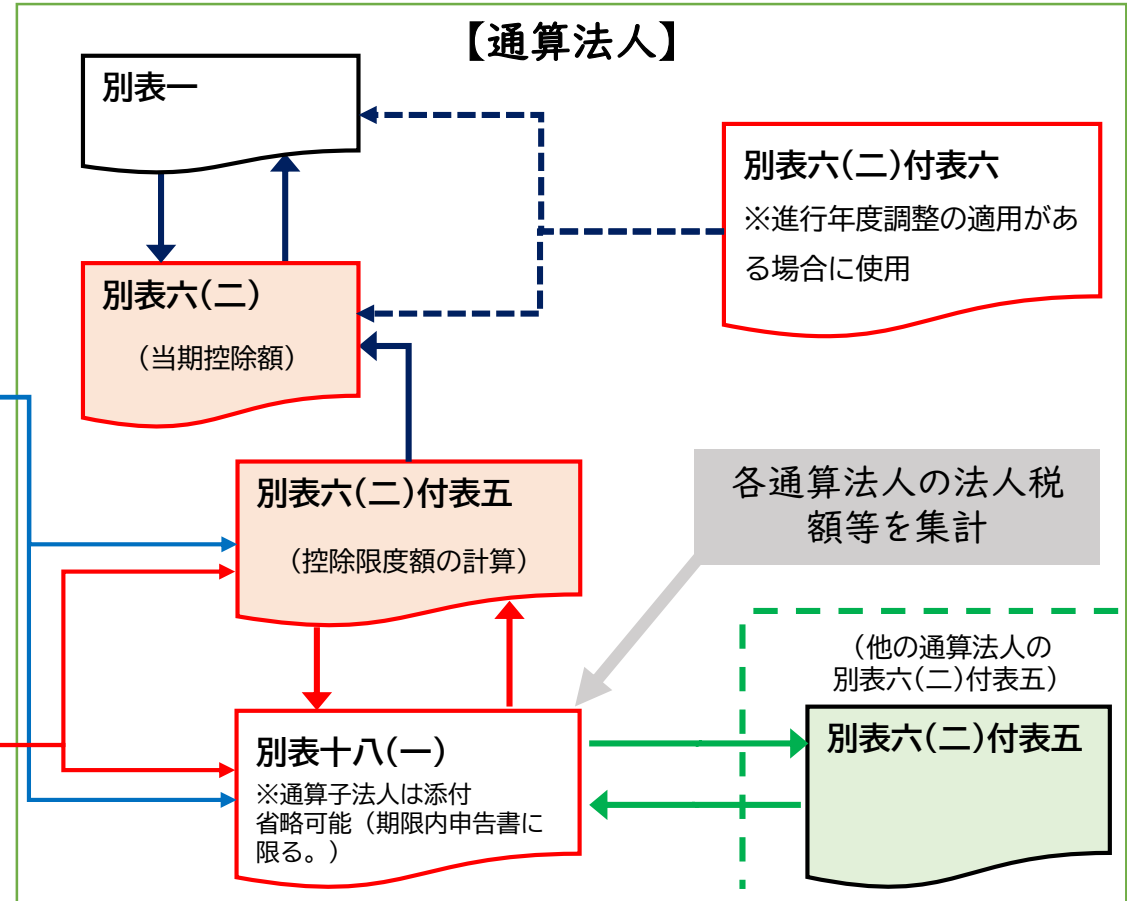 【通算法人】
別表一
別表六(二)付表六
※進行年度調整の適用があ
る場合に使用
別表六(二)
（当期控除額）
別表六(二)付表五
（控除限度額の計算）
各通算法人の法人税
額等を集計
（他の通算法人の
別表六(二)付表五）
別表六(二)付表五
別表十八(一)
※通算子法人は添付
省略可能（期限内申告書に
限る。）